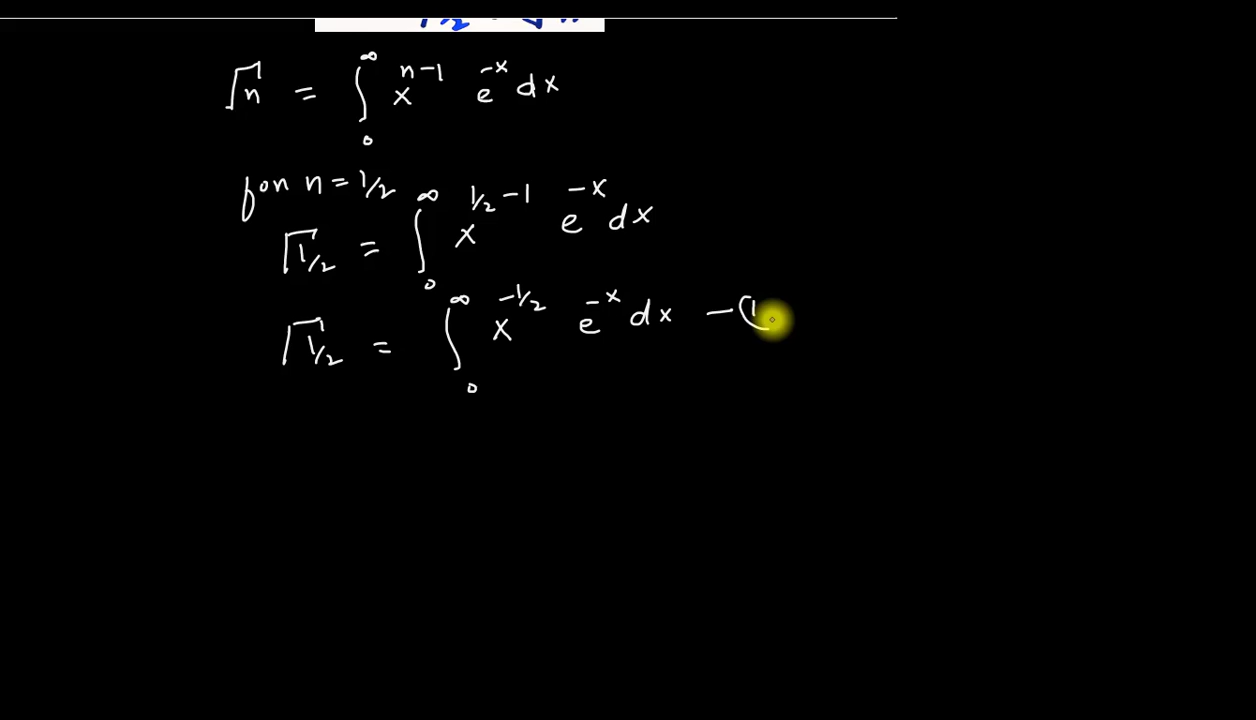 Γn = ∫₀^∞ x^(n-1) e^(-x) dx
for n = 1/2
Γ1/2 = ∫₀^∞ x^(1/2-1) e^(-x) dx
Γ1/2 = ∫₀^∞ x^(-1/2) e^(-x) dx — (1